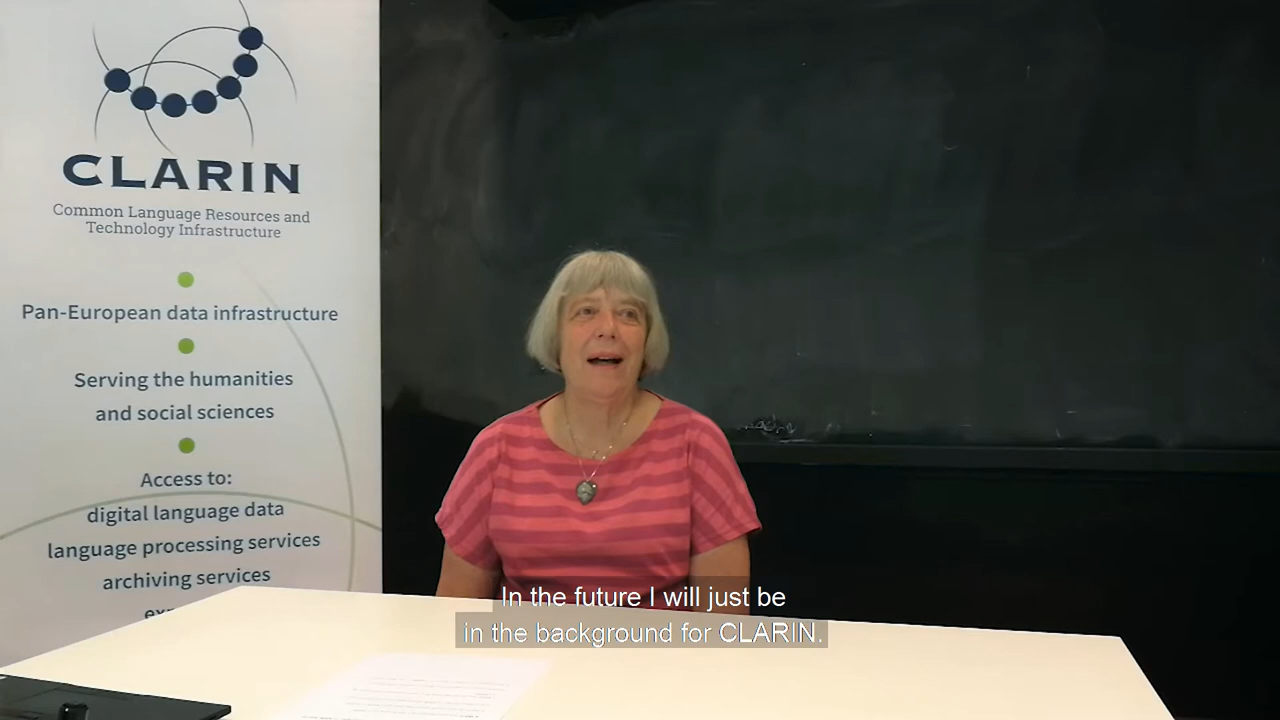 CLARIN
Common Language Resources and
Technology Infrastructure
Pan-European data infrastructure
Serving the humanities
and social sciences
Access to:
digital language data
language processing services
archiving services
In the future I will just be
in the background for CLARIN.